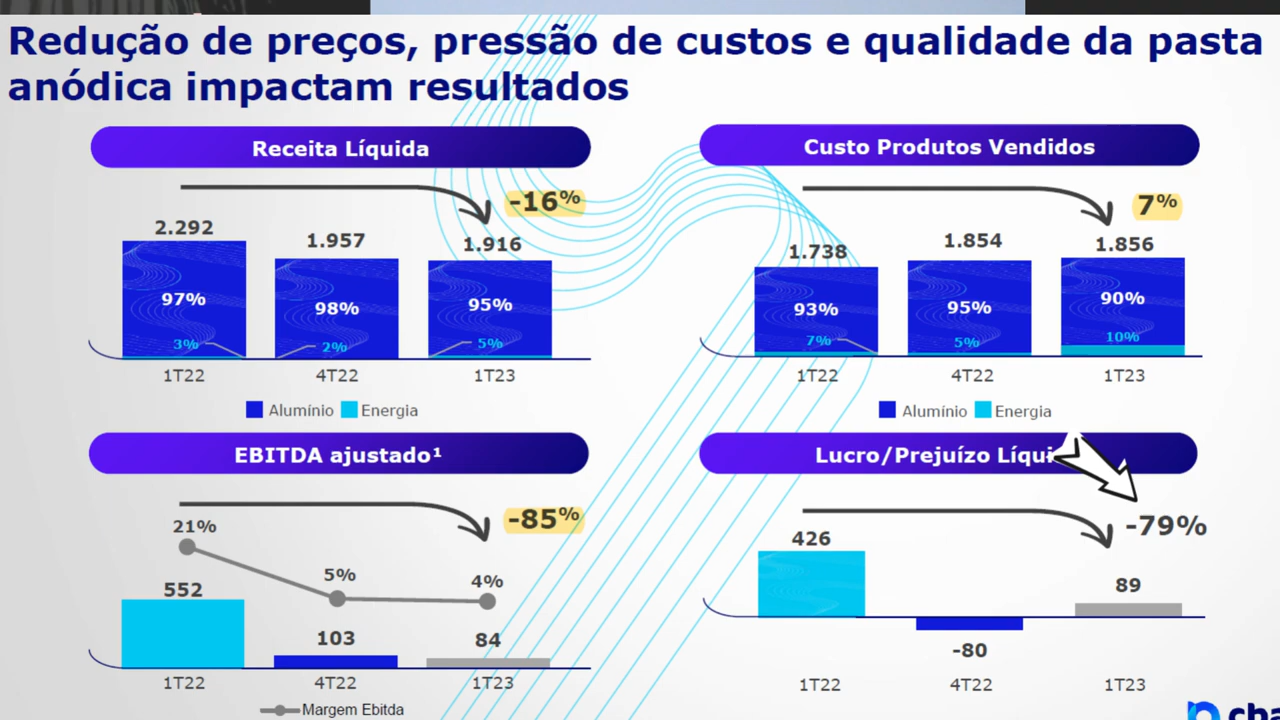 Redução de preços, pressão de custos e qualidade da pasta
anódica impactam resultados
Receita Líquida
-16%
2.292
1.957
1.916
97%
98%
95%
3%
2%
5%
1T22
4T22
1T23
Alumínio
Energia
Custo Produtos Vendidos
7%
1.738
1.854
1.856
93%
95%
90%
7%
5%
10%
1T22
4T22
1T23
Alumínio
Energia
EBITDA ajustado¹
-85%
21%
5%
4%
552
103
84
1T22
4T22
1T23
Margem Ebitda
Lucro/Prejuízo
-79%
426
-80
89
1T22
4T22
1T23